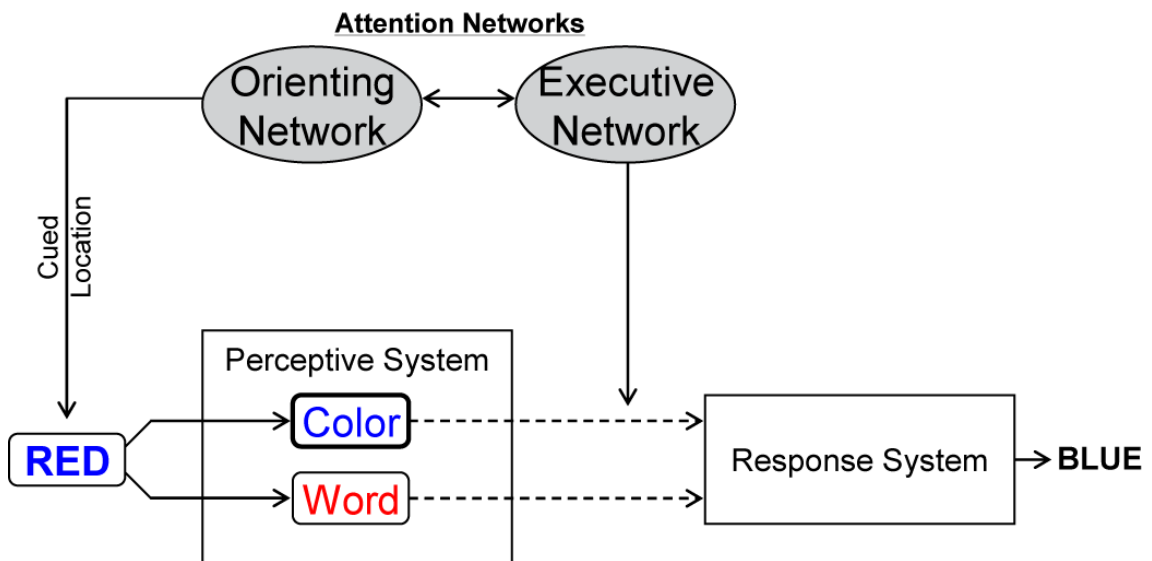 Attention Networks
Orienting
Network
Executive
Network
Cued
Location
Perceptive System
Color
RED
Word
Response System
BLUE